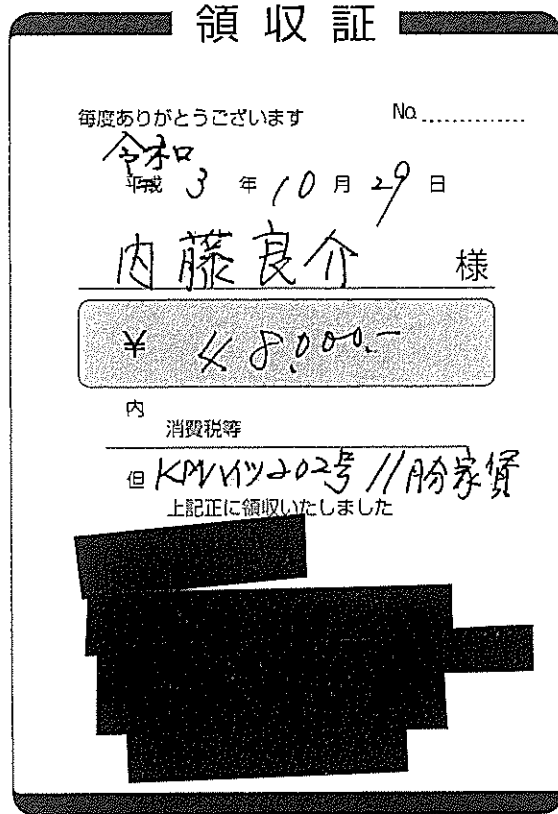 領収証
毎度ありがとうございます No.
令和
平成 3 年 10 月 29 日
内藤良介 様
¥ 48,000.-
内
消費税等
但 KMハイツ202号 11月分家賃
上記正に領収いたしました